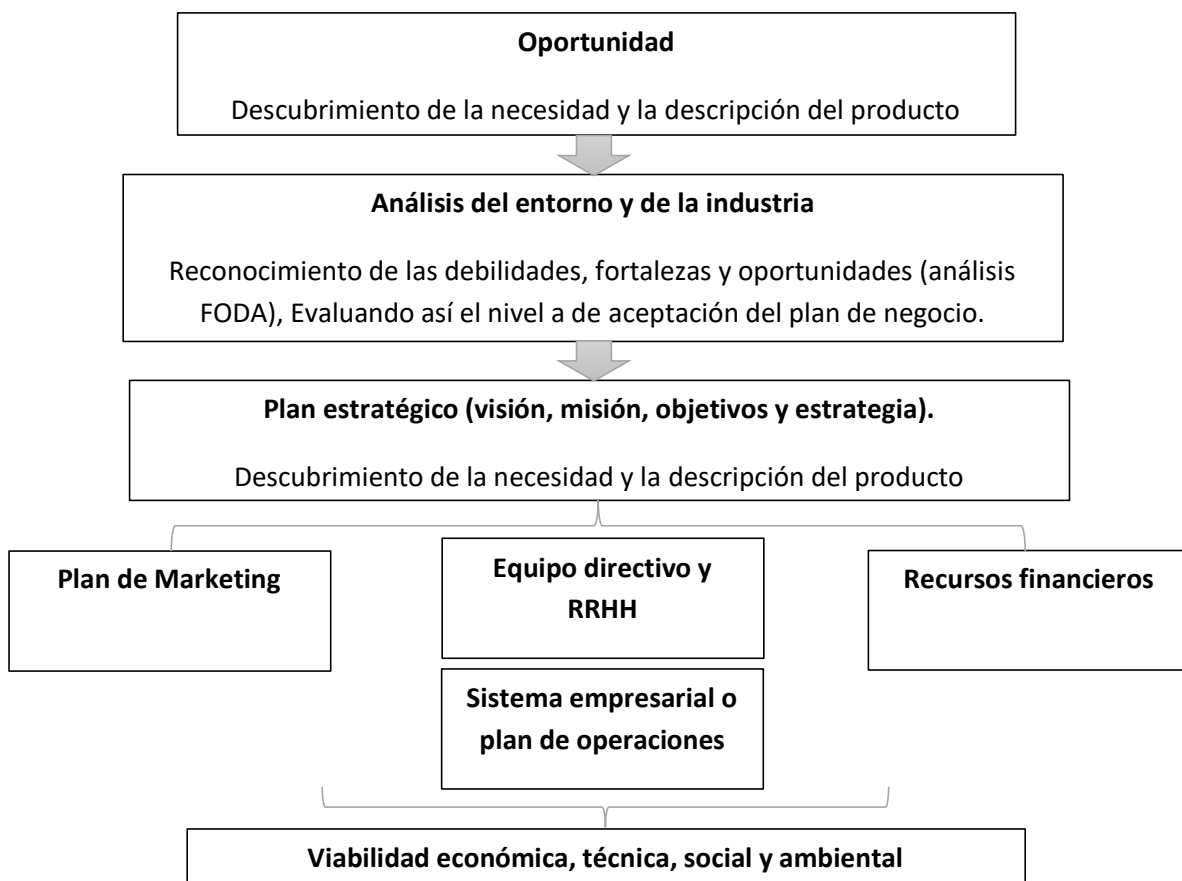 Oportunidad
Descubrimiento de la necesidad y la descripción del producto
Análisis del entorno y de la industria
Reconocimiento de las debilidades, fortalezas y oportunidades (análisis
FODA), Evaluando así el nivel a de aceptación del plan de negocio.
Plan estratégico (visión, misión, objetivos y estrategia).
Descubrimiento de la necesidad y la descripción del producto
Plan de Marketing
Equipo directivo y
RRHH
Recursos financieros
Sistema empresarial o
plan de operaciones
Viabilidad económica, técnica, social y ambiental